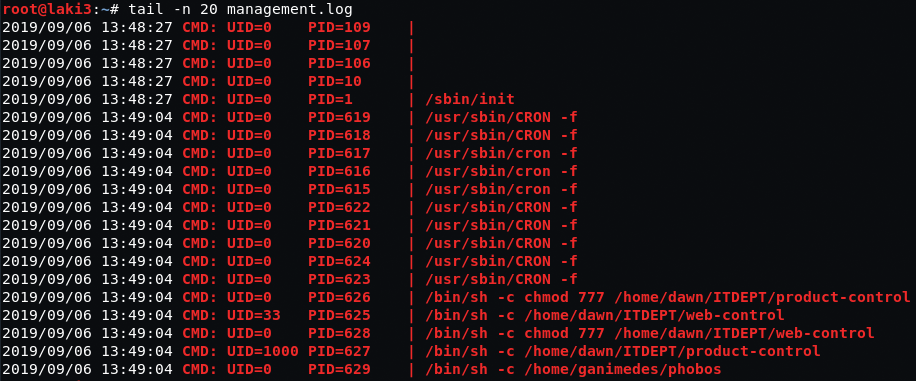 root@laki3:~# tail -n 20 management.log
2019/09/06 13:48:27 CMD: UID=0    PID=109    |
2019/09/06 13:48:27 CMD: UID=0    PID=107    |
2019/09/06 13:48:27 CMD: UID=0    PID=106    |
2019/09/06 13:48:27 CMD: UID=0    PID=10     |
2019/09/06 13:48:27 CMD: UID=0    PID=1      | /sbin/init
2019/09/06 13:49:04 CMD: UID=0    PID=619    | /usr/sbin/CRON -f
2019/09/06 13:49:04 CMD: UID=0    PID=618    | /usr/sbin/CRON -f
2019/09/06 13:49:04 CMD: UID=0    PID=617    | /usr/sbin/cron -f
2019/09/06 13:49:04 CMD: UID=0    PID=616    | /usr/sbin/cron -f
2019/09/06 13:49:04 CMD: UID=0    PID=615    | /usr/sbin/cron -f
2019/09/06 13:49:04 CMD: UID=0    PID=622    | /usr/sbin/CRON -f
2019/09/06 13:49:04 CMD: UID=0    PID=621    | /usr/sbin/CRON -f
2019/09/06 13:49:04 CMD: UID=0    PID=620    | /usr/sbin/CRON -f
2019/09/06 13:49:04 CMD: UID=0    PID=624    | /usr/sbin/CRON -f
2019/09/06 13:49:04 CMD: UID=0    PID=623    | /usr/sbin/CRON -f
2019/09/06 13:49:04 CMD: UID=0    PID=626    | /bin/sh -c chmod 777 /home/dawn/ITDEPT/product-control
2019/09/06 13:49:04 CMD: UID=33   PID=625    | /bin/sh -c /home/dawn/ITDEPT/web-control
2019/09/06 13:49:04 CMD: UID=0    PID=628    | /bin/sh -c chmod 777 /home/dawn/ITDEPT/web-control
2019/09/06 13:49:04 CMD: UID=1000 PID=627    | /bin/sh -c /home/dawn/ITDEPT/product-control
2019/09/06 13:49:04 CMD: UID=0    PID=629    | /bin/sh -c /home/ganimedes/phobos